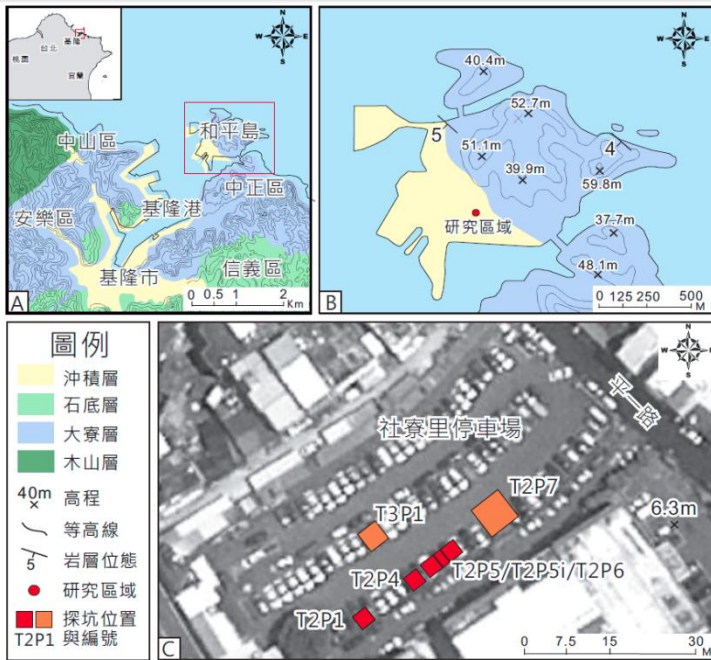 台北
基隆
桃園
宜蘭
N
W E
S
中山區
和平島
中正區
安樂區
基隆港
基隆市
信義區
A
0 0.5 1 2
Km
N
W E
S
40.4m
52.7m
5
51.1m
4
39.9m
59.8m
研究區域
37.7m
48.1m
B
0 125 250 500
M
圖例
沖積層
石底層
大寮層
木山層
40m 高程
等高線
5 岩層位態
研究區域
探坑位置
T2P1 與編號
N
W E
S
平一路
社寮里停車場
T2P7
T3P1
6.3m
T2P4
T2P5/T2P5i/T2P6
T2P1
C
0 7.5 15 30
M